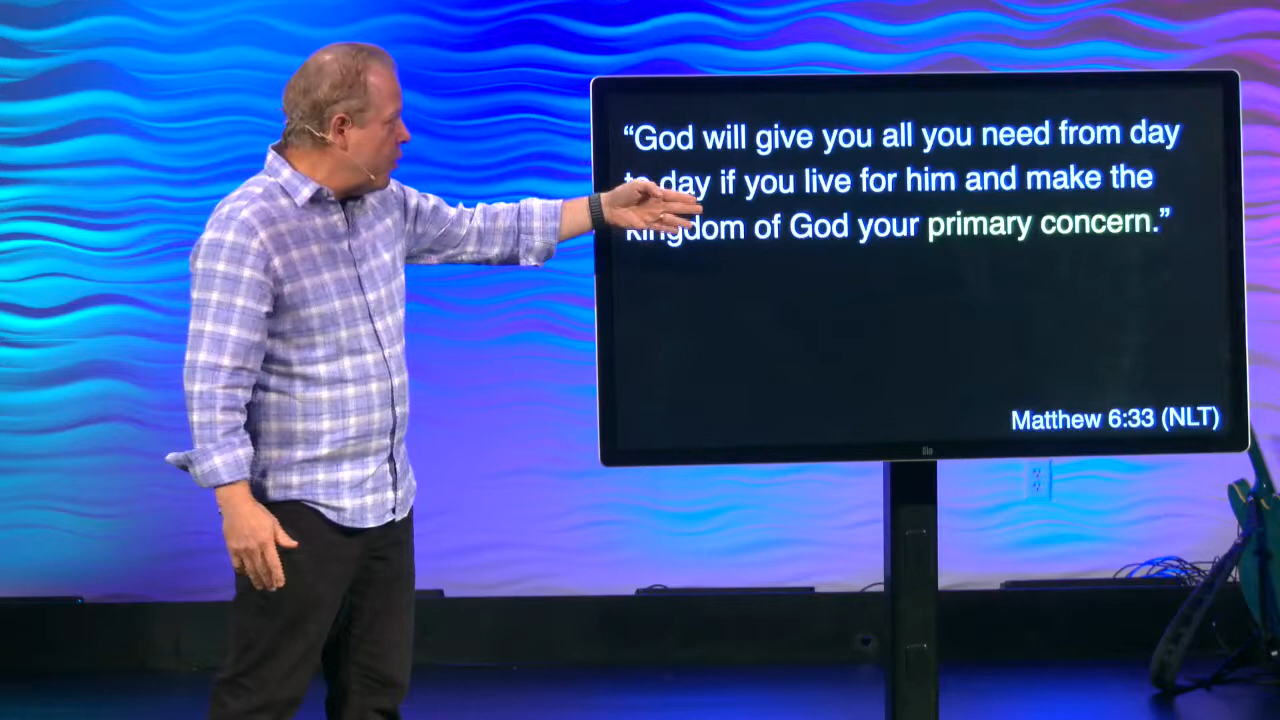 “God will give you all you need from day
day if you live for him and make the
kingdom of God your primary concern.”
Matthew 6:33 (NLT)
elo